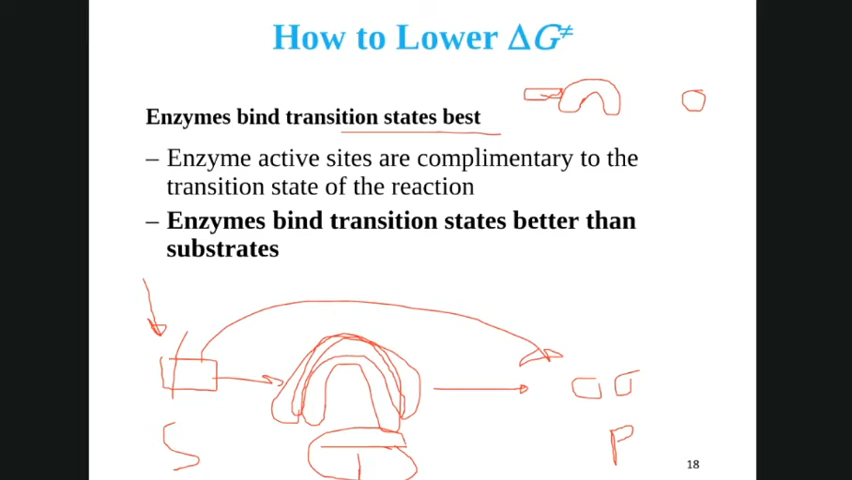 How to Lower ΔG≠
Enzymes bind transition states best
– Enzyme active sites are complimentary to the
transition state of the reaction
– Enzymes bind transition states better than
substrates
S
P
18